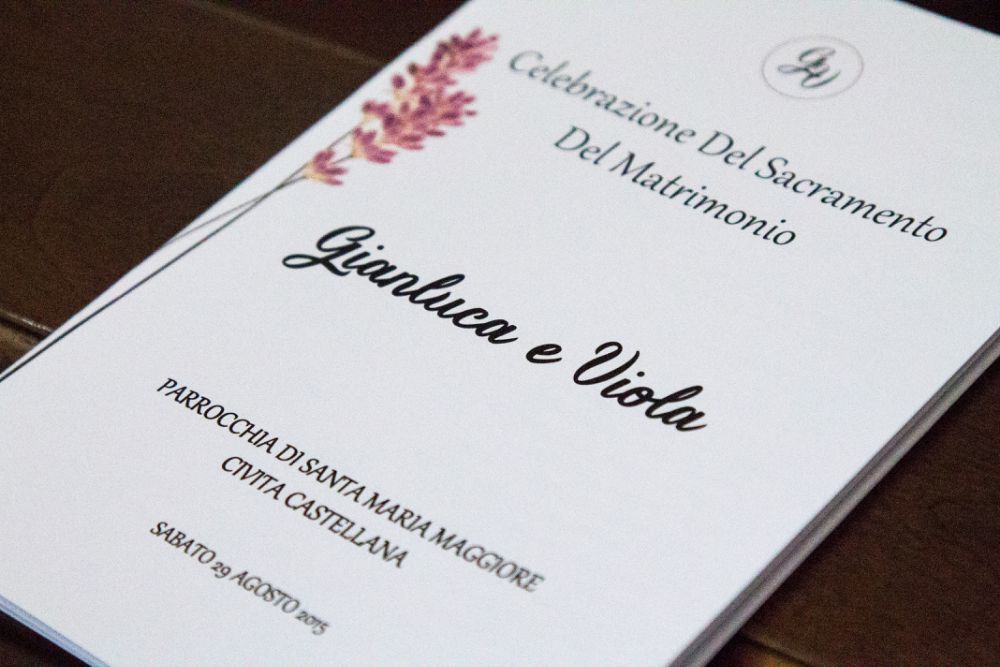 GV
Celebrazione Del Sacramento
Del Matrimonio
Gianluca e Viola
PARROCCHIA DI SANTA MARIA MAGGIORE
CIVITA CASTELLANA
SABATO 29 AGOSTO 2015